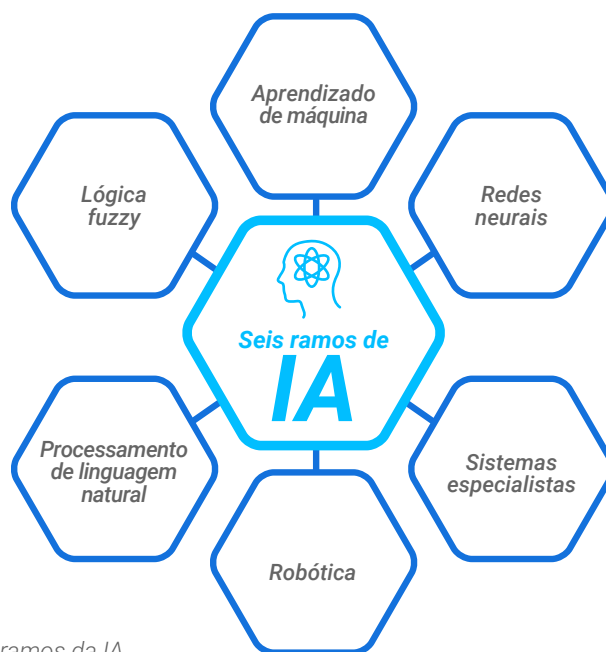 Aprendizado
de máquina
Lógica
fuzzy
Redes
neurais
Seis ramos de
IA
Processamento
de linguagem
natural
Sistemas
especialistas
Robótica
ramos da IA